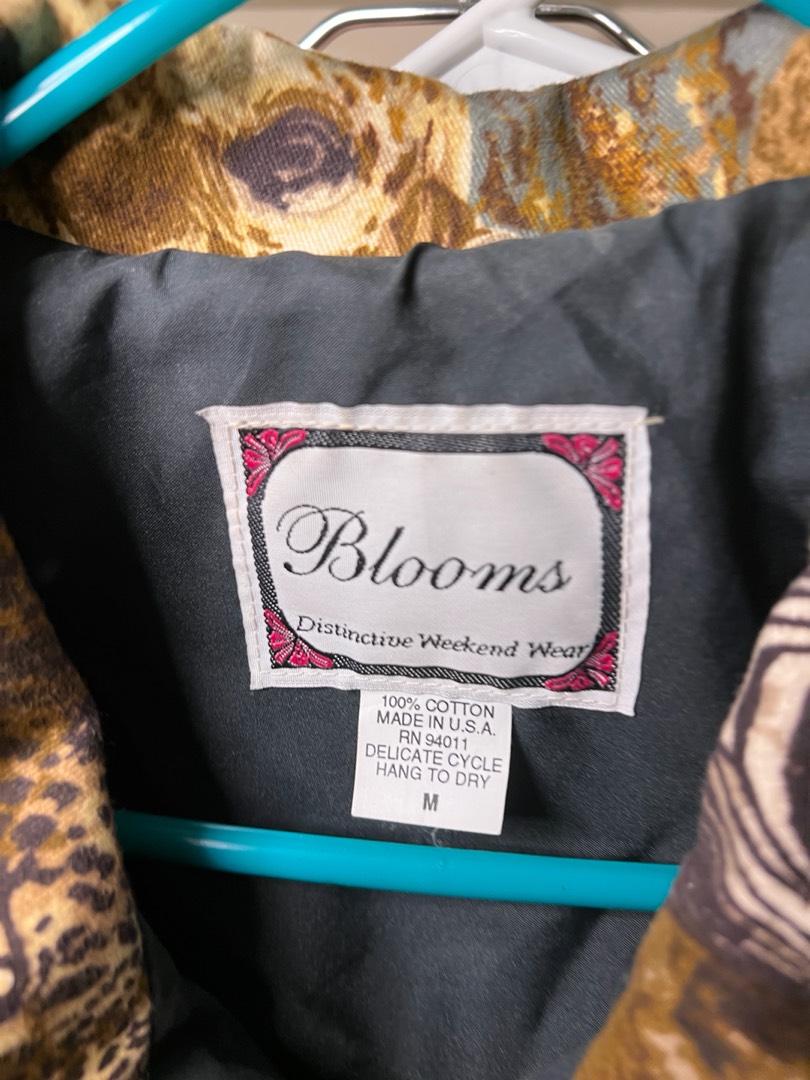 Blooms
Distinctive Weekend Wear
100% COTTON
MADE IN U.S.A.
RN 94011
DELICATE CYCLE
HANG TO DRY
M